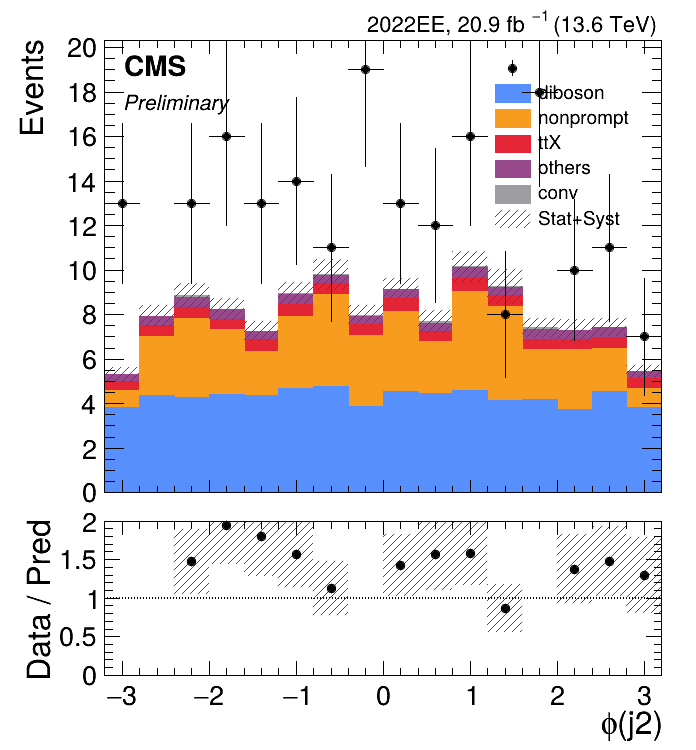 2022EE, 20.9 fb⁻¹ (13.6 TeV)
CMS
Preliminary
Events
20
18
16
14
12
10
8
6
4
2
0
diboson
nonprompt
ttX
others
conv
Stat+Syst
Data / Pred
2
1.5
1
0.5
0
−3 −2 −1 0 1 2 3
ϕ(j2)